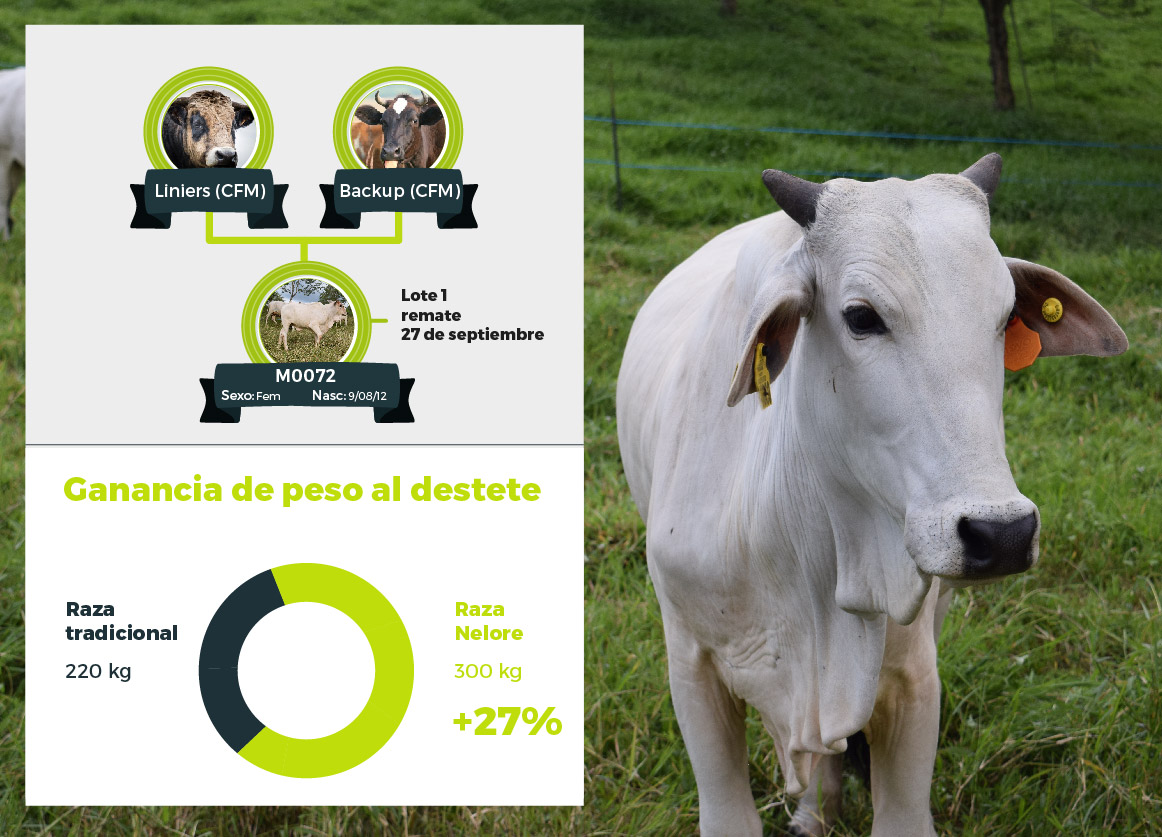 Liniers (CFM)
Backup (CFM)
Lote 1
remate
27 de septiembre
M0072
Sexo: Fem Nasc: 9/08/12
Ganancia de peso al destete
Raza
tradicional
220 kg
Raza
Nelore
300 kg
+27%